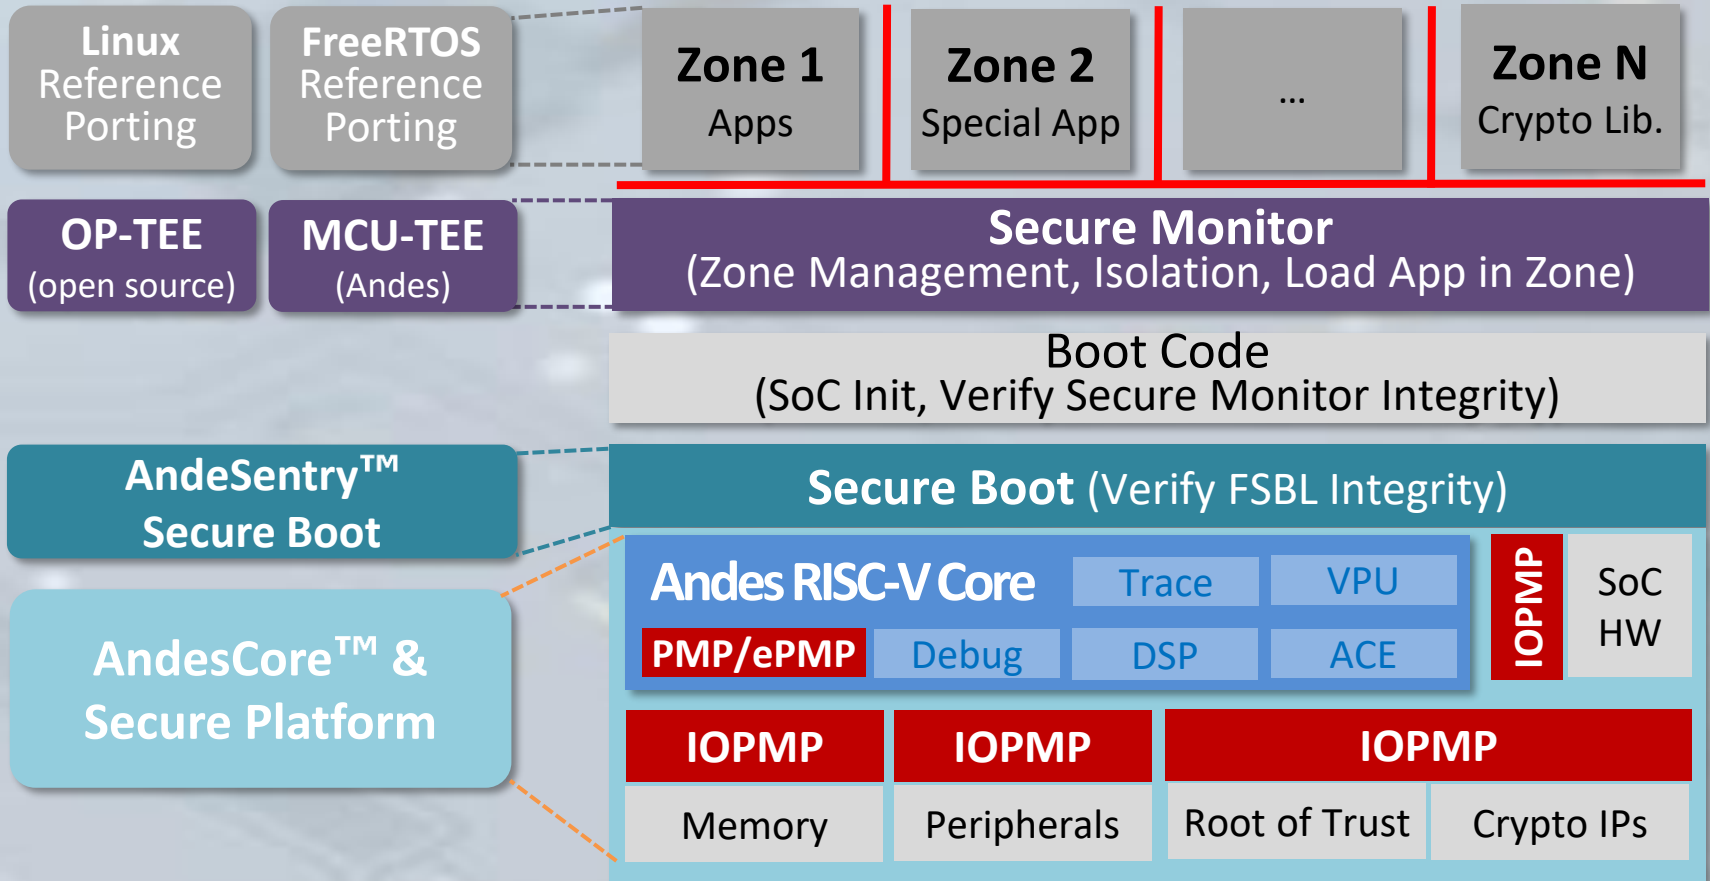 Linux
Reference
Porting
FreeRTOS
Reference
Porting
Zone 1
Apps
Zone 2
Special App
...
Zone N
Crypto Lib.
OP-TEE
(open source)
MCU-TEE
(Andes)
Secure Monitor
(Zone Management, Isolation, Load App in Zone)
Boot Code
(SoC Init, Verify Secure Monitor Integrity)
AndeSentry™
Secure Boot
Secure Boot (Verify FSBL Integrity)
AndesCore™ &
Secure Platform
Andes RISC-V Core
Trace
VPU
PMP/ePMP
Debug
DSP
ACE
IOPMP
SoC
HW
IOPMP
IOPMP
IOPMP
Memory
Peripherals
Root of Trust
Crypto IPs